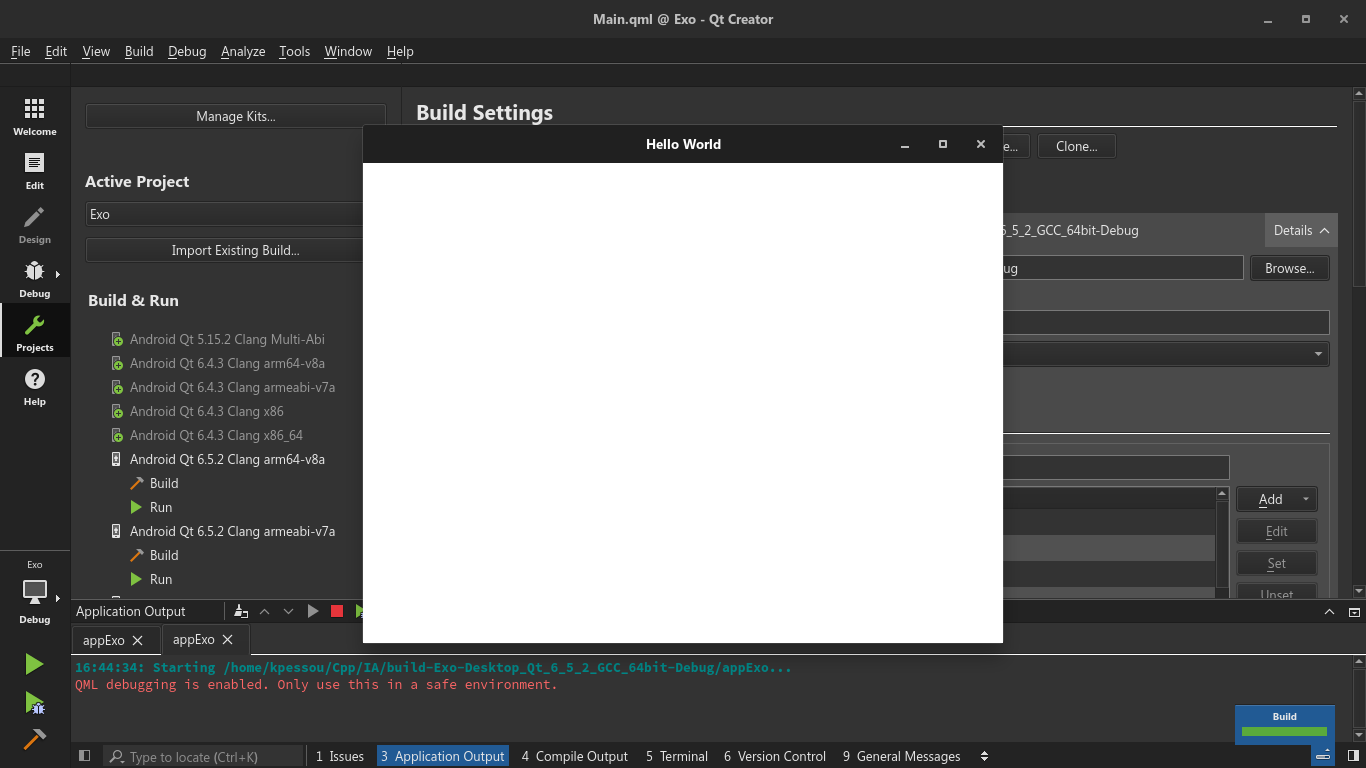 Main.qml @ Exo - Qt Creator
File Edit View Build Debug Analyze Tools Window Help
Welcome
Edit
Design
Debug
Projects
Help
Exo
Debug
Manage Kits...
Active Project
Exo
Import Existing Build...
Build & Run
Android Qt 5.15.2 Clang Multi-Abi
Android Qt 6.4.3 Clang arm64-v8a
Android Qt 6.4.3 Clang armeabi-v7a
Android Qt 6.4.3 Clang x86
Android Qt 6.4.3 Clang x86_64
Android Qt 6.5.2 Clang arm64-v8a
Build
Run
Android Qt 6.5.2 Clang armeabi-v7a
Build
Run
Build Settings
Hello World
e... Clone...
5_5_2_GCC_64bit-Debug Details
ug Browse...
Add
Edit
Set
Unset
Application Output
appExo appExo
16:44:34: Starting /home/kpessou/Cpp/IA/build-Exo-Desktop_Qt_6_5_2_GCC_64bit-Debug/appExo...
QML debugging is enabled. Only use this in a safe environment.
Build
Type to locate (Ctrl+K) 1 Issues 3 Application Output 4 Compile Output 5 Terminal 6 Version Control 9 General Messages